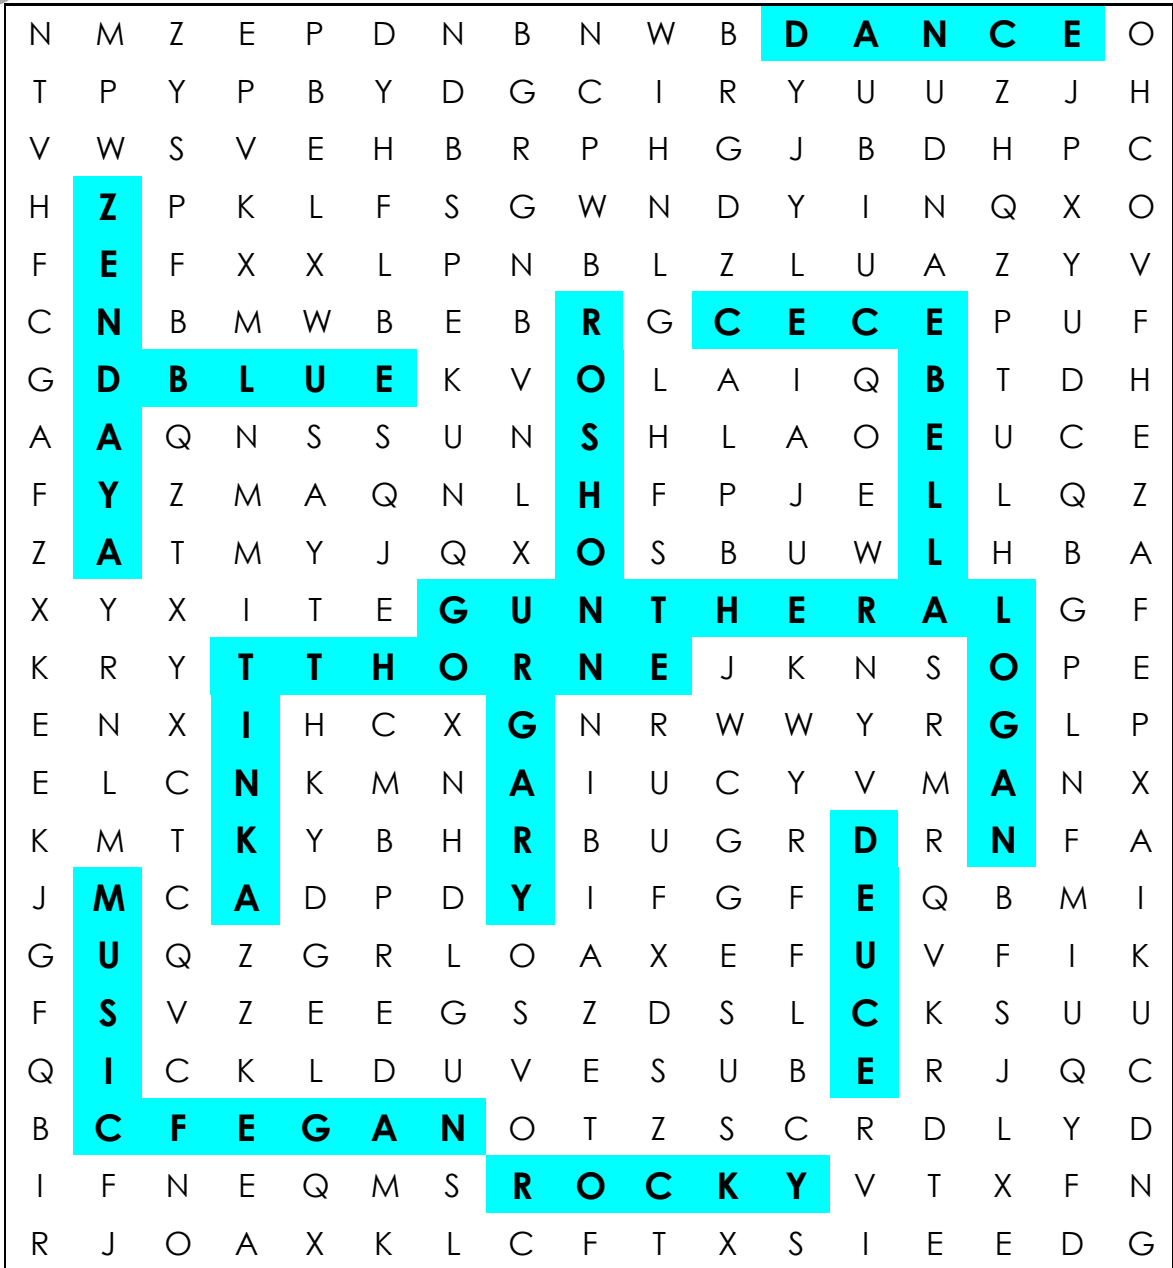 N M Z E P D N B N W B D A N C E O
T P Y P B Y D G C I R Y U U Z J H
V W S V E H B R P H G J B D H P C
H Z P K L F S G W N D Y I N Q X O
F E F X X L P N B L Z L U A Z Y V
C N B M W B E B R G C E C E P U F
G D B L U E K V O L A I Q B T D H
A A Q N S S U N S H L A O E U C E
F Y Z M A Q N L H F P J E L L Q Z
Z A T M Y J Q X O S B U W L H B A
X Y X I T E G U N T H E R A L G F
K R Y T T H O R N E J K N S O P E
E N X I H C X G N R W W Y R G L P
E L C N K M N A I U C Y V M A N X
K M T K Y B H R B U G R D R N F A
J M C A D P D Y I F G F E Q B M I
G U Q Z G R L O A X E F U V F I K
F S V Z E E G S Z D S L C K S U U
Q I C K L D U V E S U B E R J Q C
B C F E G A N O T Z S C R D L Y D
I F N E Q M S R O C K Y V T X F N
R J O A X K L C F T X S I E E D G